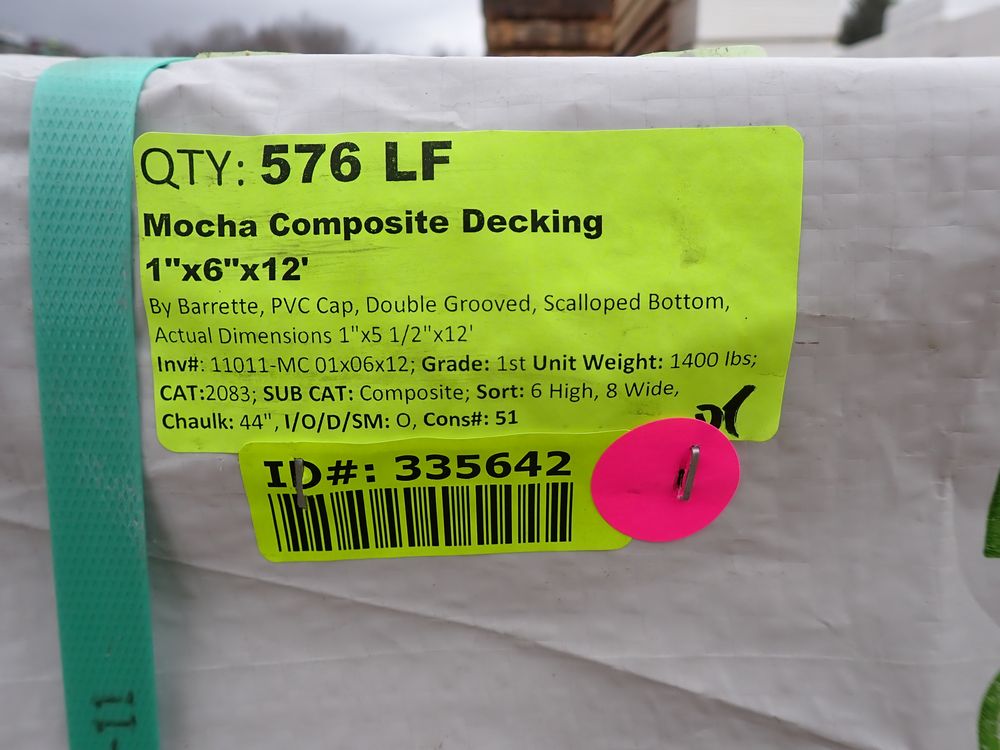 QTY: 576 LF
Mocha Composite Decking
1"x6"x12'
By Barrette, PVC Cap, Double Grooved, Scalloped Bottom,
Actual Dimensions 1"x5 1/2"x12'
Inv#: 11011-MC 01x06x12; Grade: 1st Unit Weight: 1400 lbs;
CAT:2083; SUB CAT: Composite; Sort: 6 High, 8 Wide,
Chaulk: 44", I/O/D/SM: O, Cons#: 51
ID#: 335642
-11